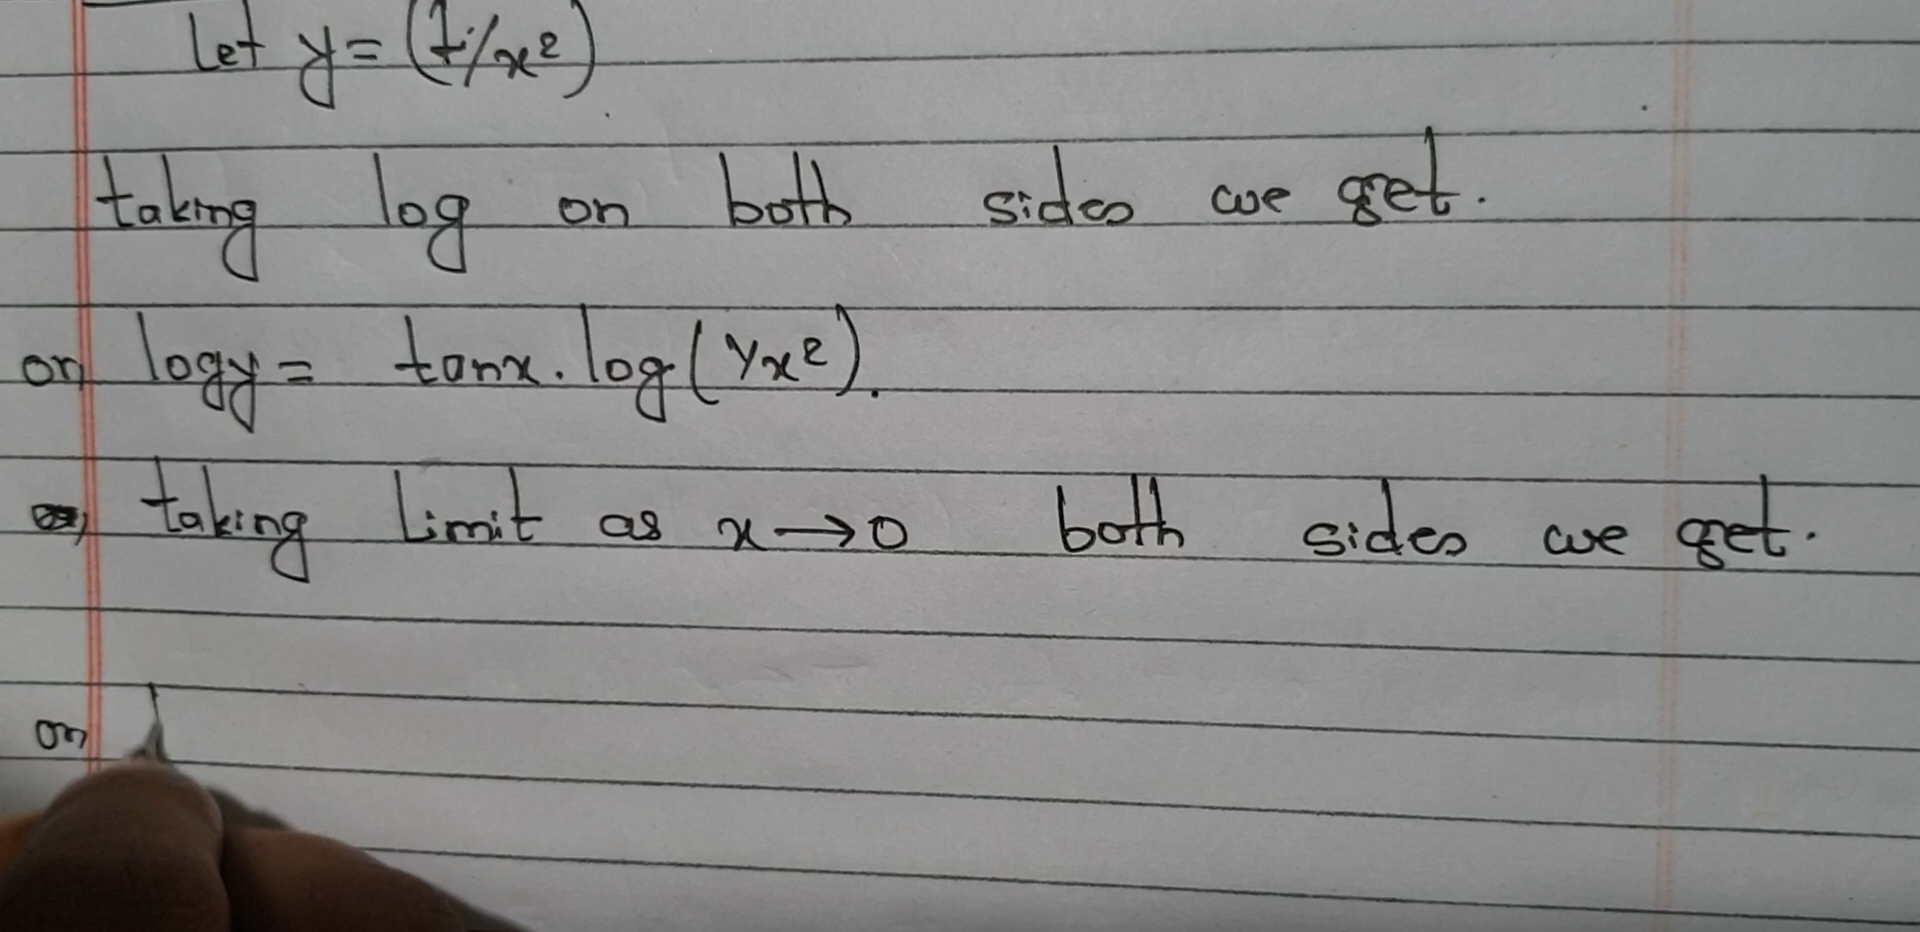 Let y = (1/x²)
taking log on both sides we get.
or logy = tanx. log(1/x²).
taking Limit as x→0 both sides we get.
or